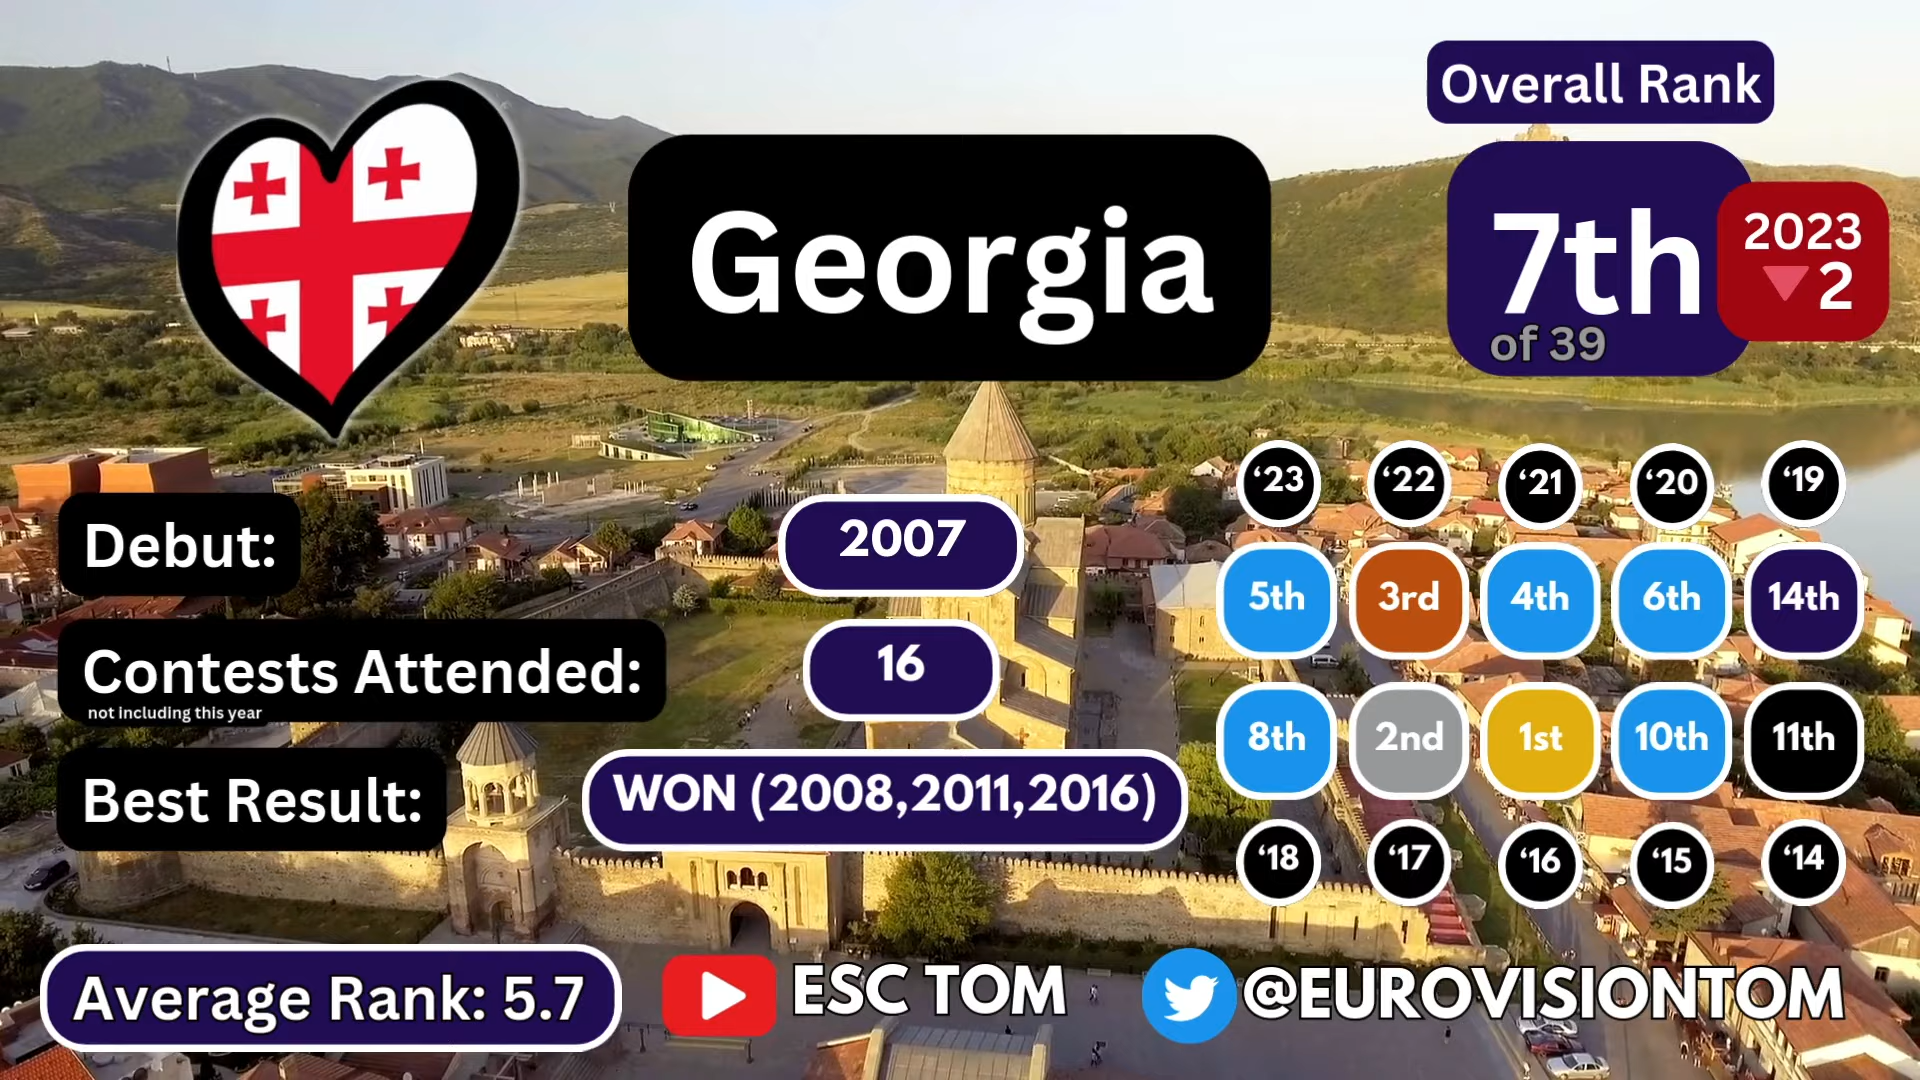 Overall Rank
Georgia
7th
of 39
2023
2
Debut:
2007
Contests Attended:
not including this year
16
Best Result:
WON (2008,2011,2016)
‘23 ‘22 ‘21 ‘20 ‘19
5th 3rd 4th 6th 14th
8th 2nd 1st 10th 11th
‘18 ‘17 ‘16 ‘15 ‘14
Average Rank: 5.7
ESC TOM
@EUROVISIONTOM